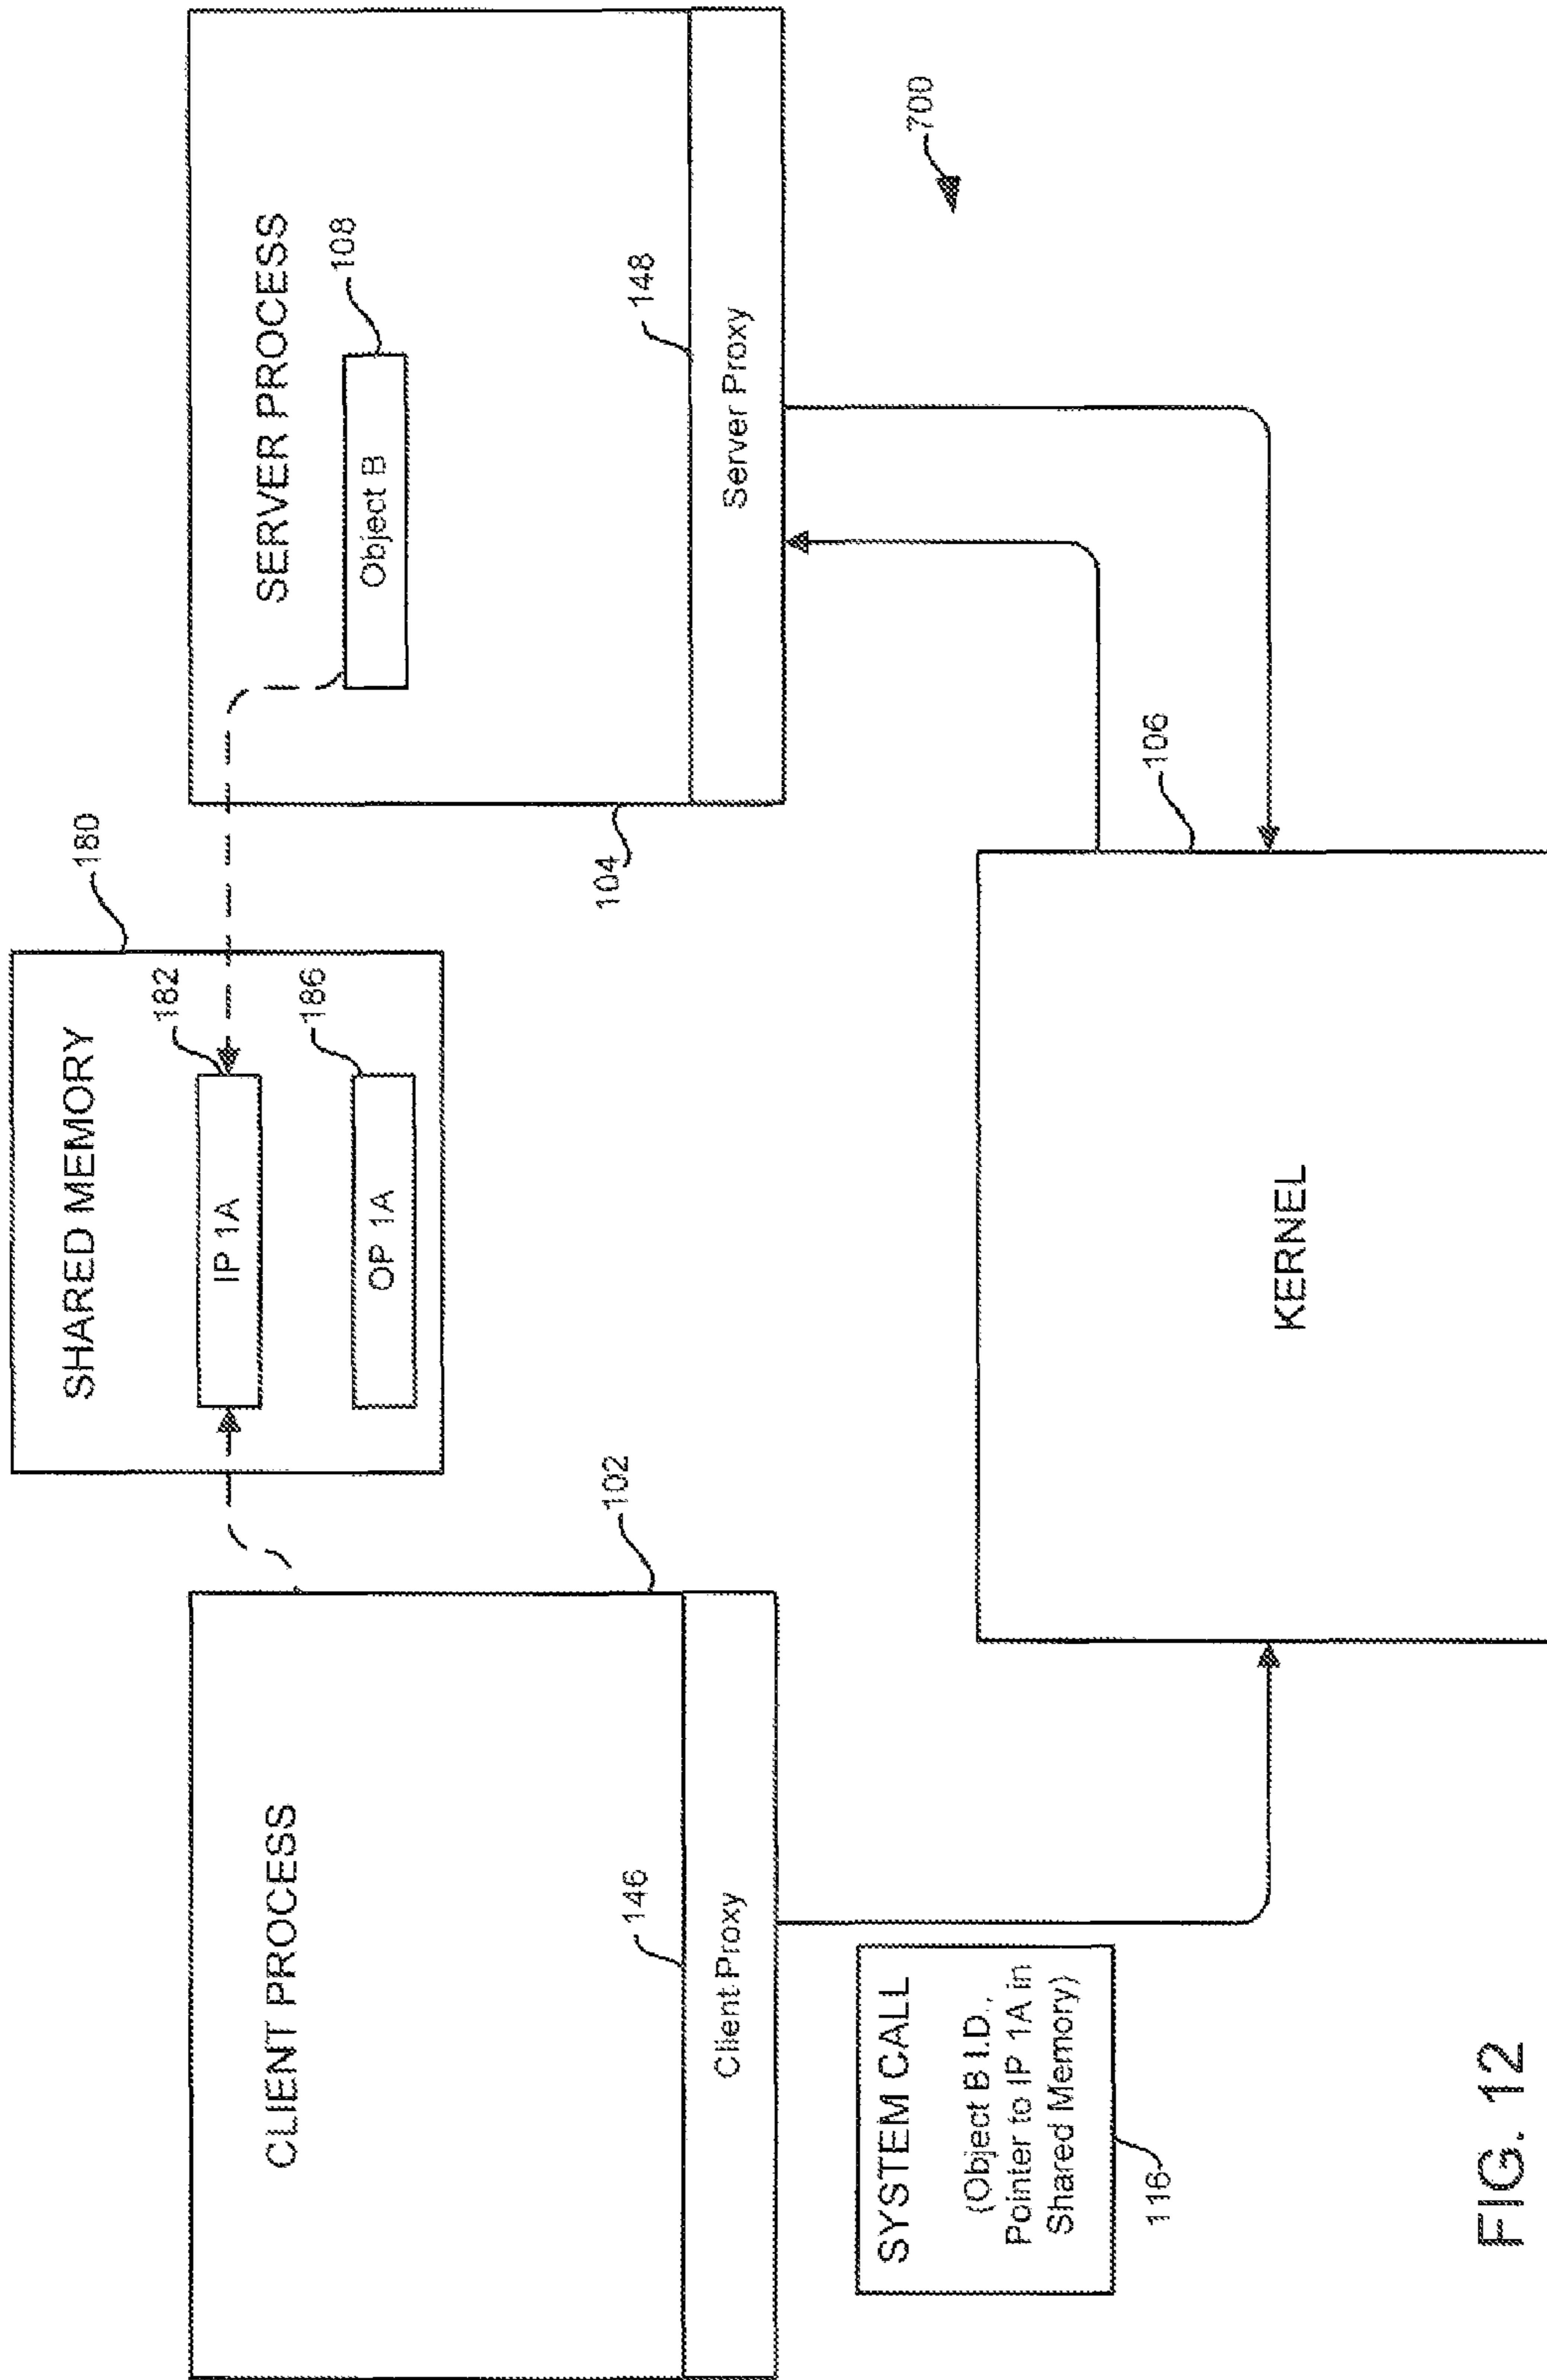 SHARED MEMORY
180
IP 1A
182
OP 1A
186
CLIENT PROCESS
102
146
Client Proxy
SERVER PROCESS
Object B
108
104
148
Server Proxy
SYSTEM CALL
(Object B I.D.,
Pointer to IP 1A in
Shared Memory)
116
KERNEL
106
700
FIG. 12